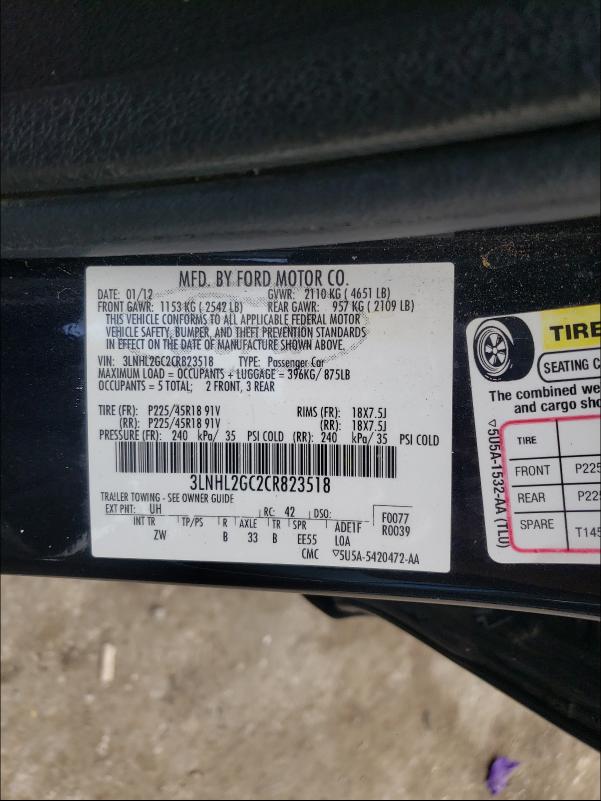 MFD. BY FORD MOTOR CO.
DATE: 01/12 GVWR: 2110 KG ( 4651 LB)
FRONT GAWR: 1153 KG ( 2542 LB) REAR GAWR: 957 KG ( 2109 LB)
THIS VEHICLE CONFORMS TO ALL APPLICABLE FEDERAL MOTOR
VEHICLE SAFETY, BUMPER, AND THEFT PREVENTION STANDARDS
IN EFFECT ON THE DATE OF MANUFACTURE SHOWN ABOVE.
VIN: 3LNHL2GC2CR823518 TYPE: Passenger Car
MAXIMUM LOAD = OCCUPANTS + LUGGAGE = 396KG/ 875LB
OCCUPANTS = 5 TOTAL; 2 FRONT, 3 REAR
TIRE (FR): P225/45R18 91V RIMS (FR): 18X7.5J
(RR): P225/45R18 91V (RR): 18X7.5J
PRESSURE (FR): 240 kPa/ 35 PSI COLD (RR): 240 kPa/35 PSI COLD
3LNHL2GC2CR823518
TRAILER TOWING - SEE OWNER GUIDE
EXT PNT: UH RC: 42 DSO: F0077
INT TR TP/PS R AXLE TR SPR ADE1F R0039
ZW B 33 B EE55 LOA
CMC ▽5U5A-5420472-AA
TIRE
SEATING C
The combined we
and cargo sho
TIRE
FRONT P225
REAR P225
SPARE T145
▽5U5A-1532-AA (TLU)